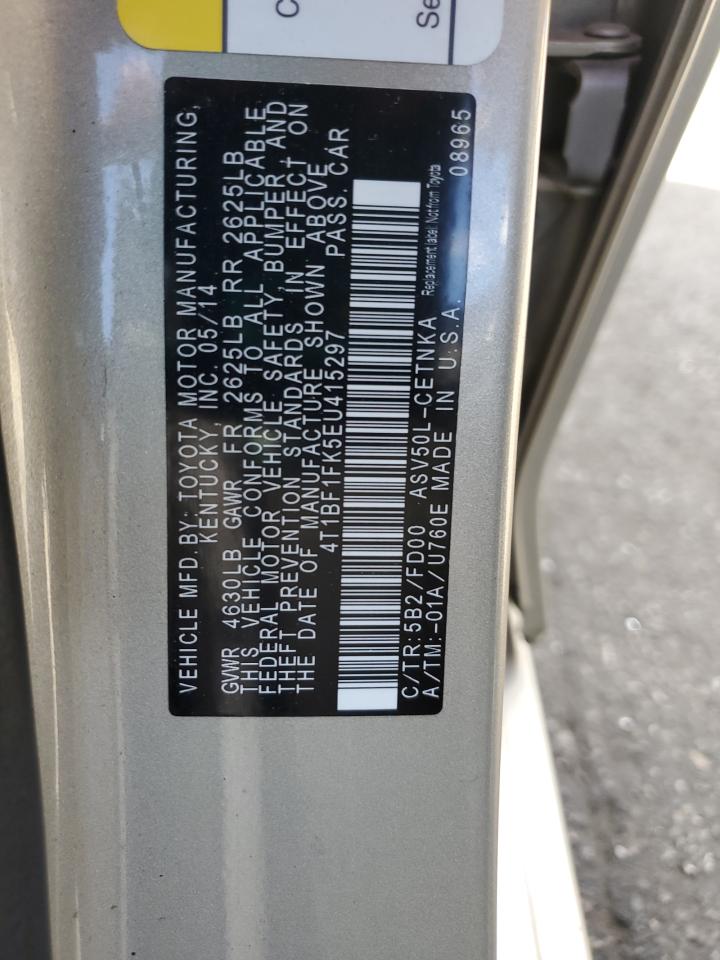 C
Se
VEHICLE MFD.BY: TOYOTA MOTOR MANUFACTURING,
KENTUCKY, INC. 05/14
GVWR 4630LB GAWR FR 2625LB RR 2625LB
THIS VEHICLE CONFORMS TO ALL APPLICABLE
FEDERAL MOTOR VEHICLE SAFETY, BUMPER AND
THEFT PREVENTION STANDARDS IN EFFECT ON
THE DATE OF MANUFACTURE SHOWN ABOVE
4T1BF1FK5EU415297 PASS. CAR
C/TR:5B2/FD00 ASV50L-CETNKA Replacement label: Not from Toyota
A/TM:-01A/U760E MADE IN U.S.A. 08965